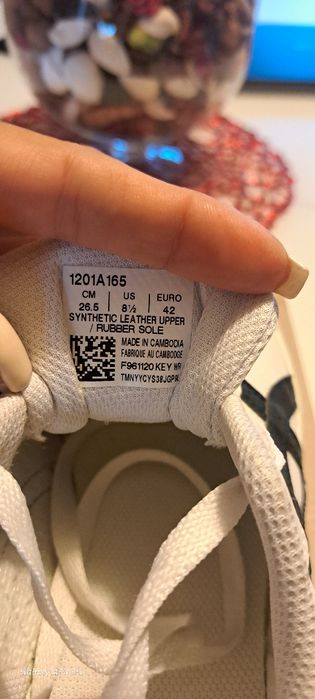 1201A165
CM US EURO
26.5 8½ 42
SYNTHETIC LEATHER UPPER
/ RUBBER SOLE
MADE IN CAMBODIA
FABRIQUE AU CAMBODGE
F961120 KEY WR